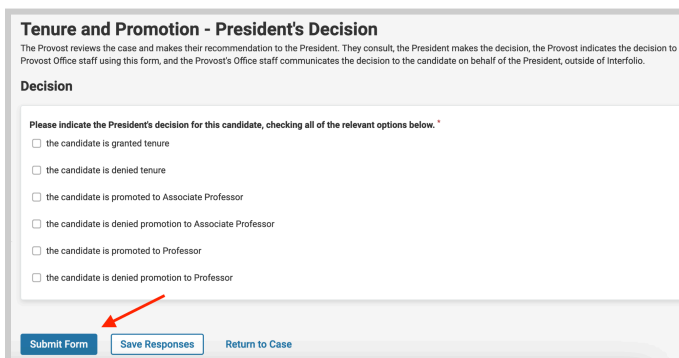 Tenure and Promotion - President's Decision
The Provost reviews the case and makes their recommendation to the President. They consult, the President makes the decision, the Provost indicates the decision to
Provost Office staff using this form, and the Provost's Office staff communicates the decision to the candidate on behalf of the President, outside of Interfolio.
Decision
Please indicate the President's decision for this candidate, checking all of the relevant options below. *
the candidate is granted tenure
the candidate is denied tenure
the candidate is promoted to Associate Professor
the candidate is denied promotion to Associate Professor
the candidate is promoted to Professor
the candidate is denied promotion to Professor
Submit Form Save Responses Return to Case